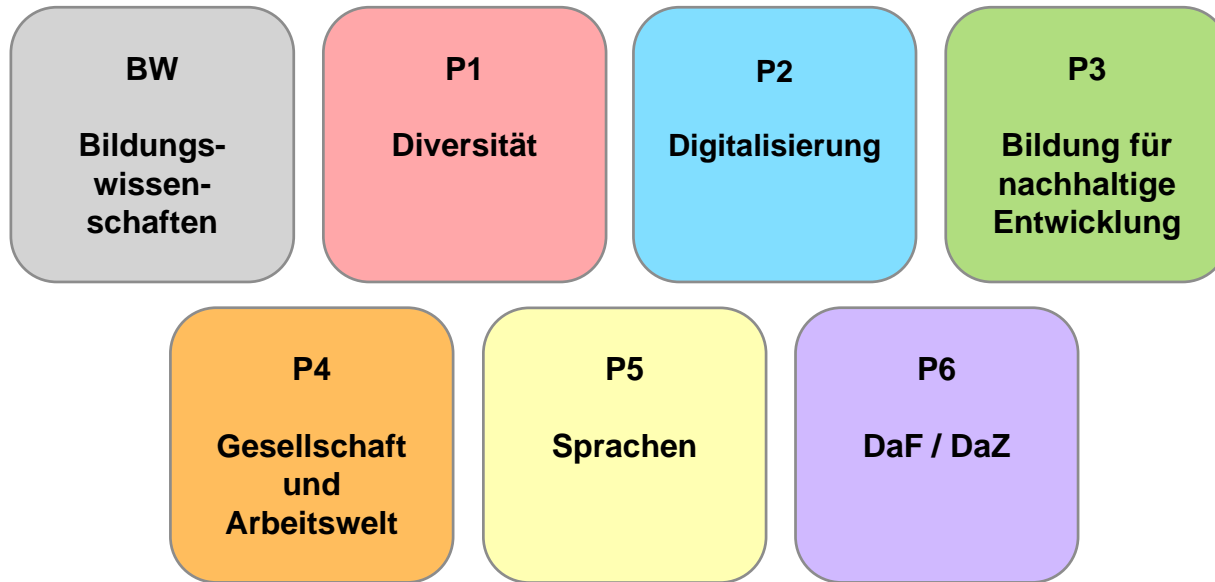 BW
Bildungs-
wissen-
schaften
P1
Diversität
P2
Digitalisierung
P3
Bildung für
nachhaltige
Entwicklung
P4
Gesellschaft
und
Arbeitswelt
P5
Sprachen
P6
DaF / DaZ